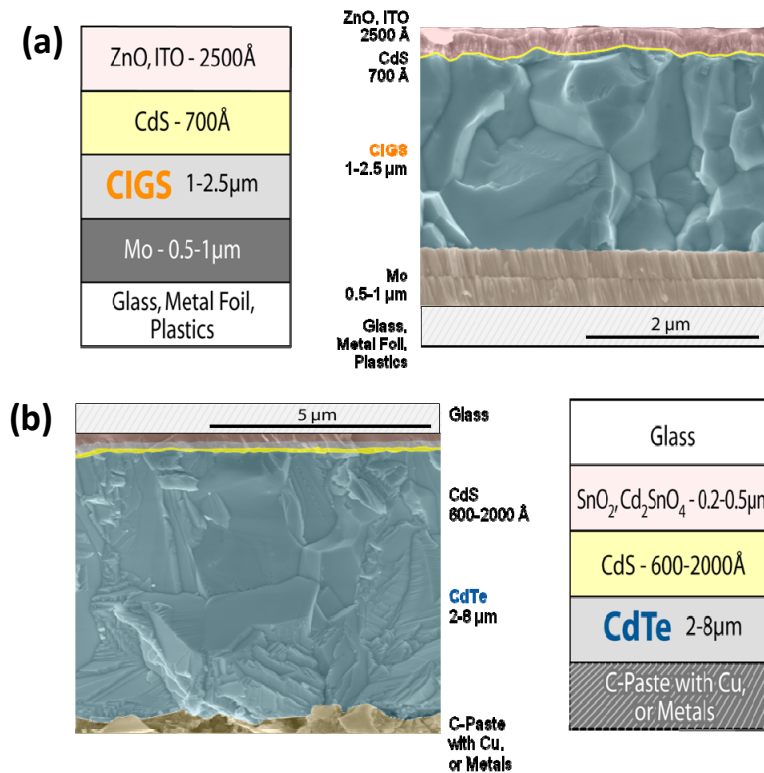 (a)
ZnO, ITO - 2500Å
CdS - 700Å
CIGS 1-2.5µm
Mo - 0.5-1µm
Glass, Metal Foil,
Plastics
ZnO, ITO
2500 Å
CdS
700 Å
CIGS
1-2.5 µm
Mo
0.5-1 µm
Glass,
Metal Foil,
Plastics
2 µm
(b)
5 µm
Glass
CdS
600-2000 Å
CdTe
2-8 µm
C-Paste
with Cu,
or Metals
Glass
SnO₂, Cd₂SnO₄ - 0.2-0.5µm
CdS - 600-2000Å
CdTe 2-8µm
C-Paste with Cu,
or Metals